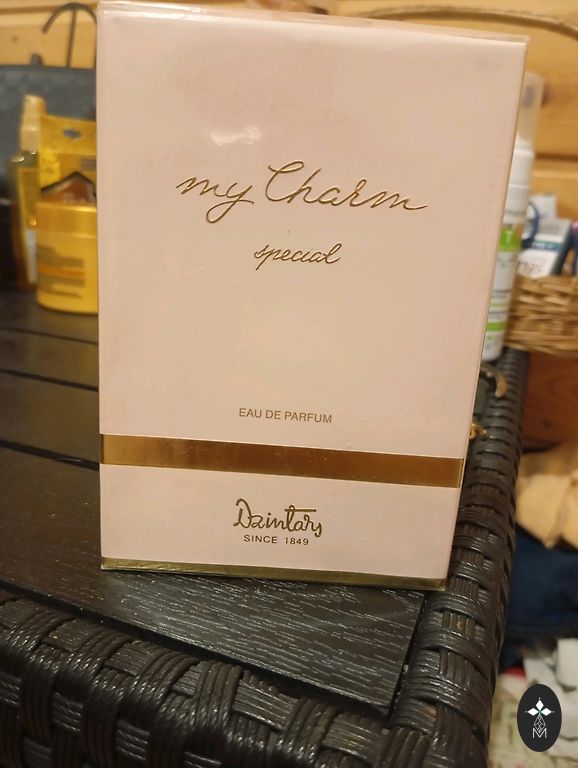 my Charm
special
EAU DE PARFUM
Dzintars
SINCE 1849